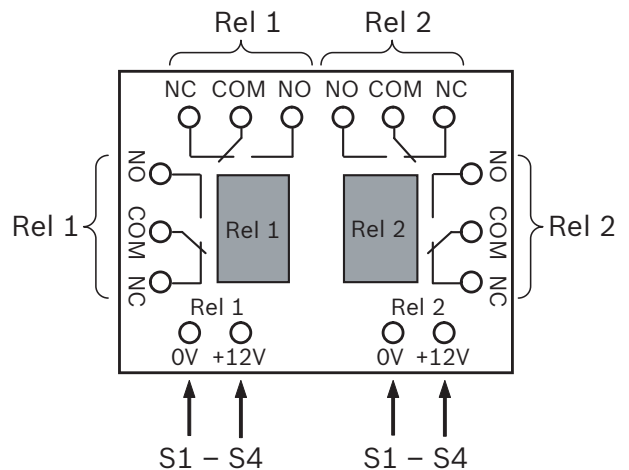 Rel 1 Rel 2
NC COM NO NO COM NC
NO NO
Rel 1 COM Rel 1 Rel 2 COM Rel 2
NC NC
Rel 1 Rel 2
0V +12V 0V +12V
S1 – S4 S1 – S4